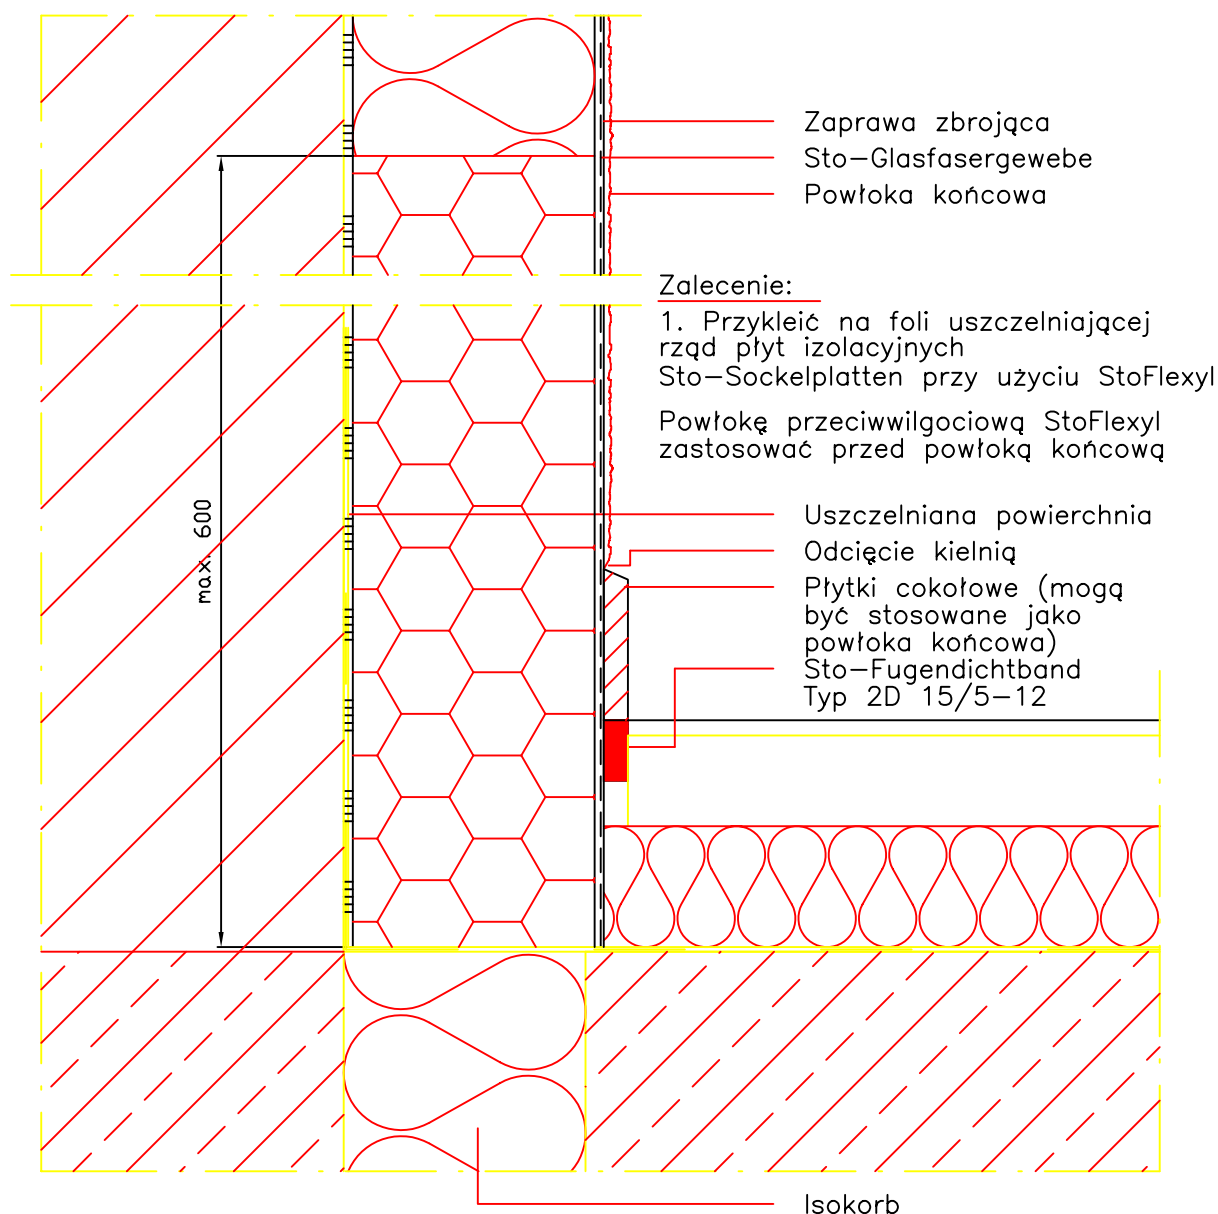 Zaprawa zbrojąca
Sto-Glasfasergewebe
Powłoka końcowa
Zalecenie:
1. Przykleić na foli uszczelniającej
rząd płyt izolacyjnych
Sto-Sockelplatten przy użyciu StoFlexyl
Powłokę przeciwwilgociową StoFlexyl
zastosować przed powłoką końcową
max. 600
Uszczelniana powierchnia
Odcięcie kielnią
Płytki cokołowe (mogą
być stosowane jako
powłoka końcowa)
Sto-Fugendichtband
Typ 2D 15/5-12
Isokorb